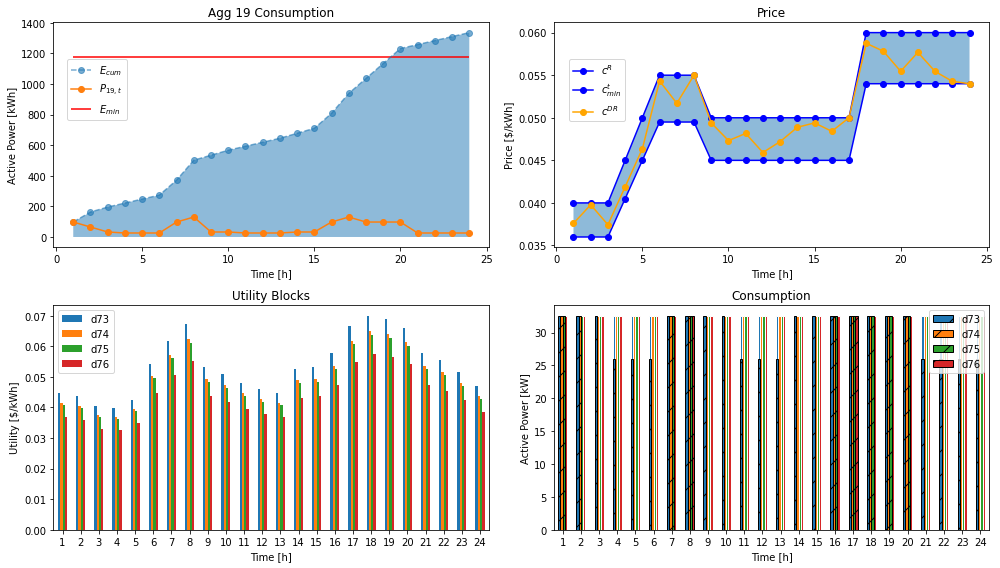 Agg 19 Consumption
Active Power [kWh]
1400
1200
1000
800
600
400
200
0
E_cum
P_19,t
E_min
0 5 10 15 20 25
Time [h]
Price
Price [$/kWh]
0.060
0.055
0.050
0.045
0.040
0.035
c^R
c^t_min
c^DR
0 5 10 15 20 25
Time [h]
Utility Blocks
Utility [$/kWh]
0.07
0.06
0.05
0.04
0.03
0.02
0.01
0.00
d73
d74
d75
d76
1 2 3 4 5 6 7 8 9 10 11 12 13 14 15 16 17 18 19 20 21 22 23 24
Time [h]
Consumption
Active Power [kW]
30
25
20
15
10
5
0
d73
d74
d75
d76
1 2 3 4 5 6 7 8 9 10 11 12 13 14 15 16 17 18 19 20 21 22 23 24
Time [h]